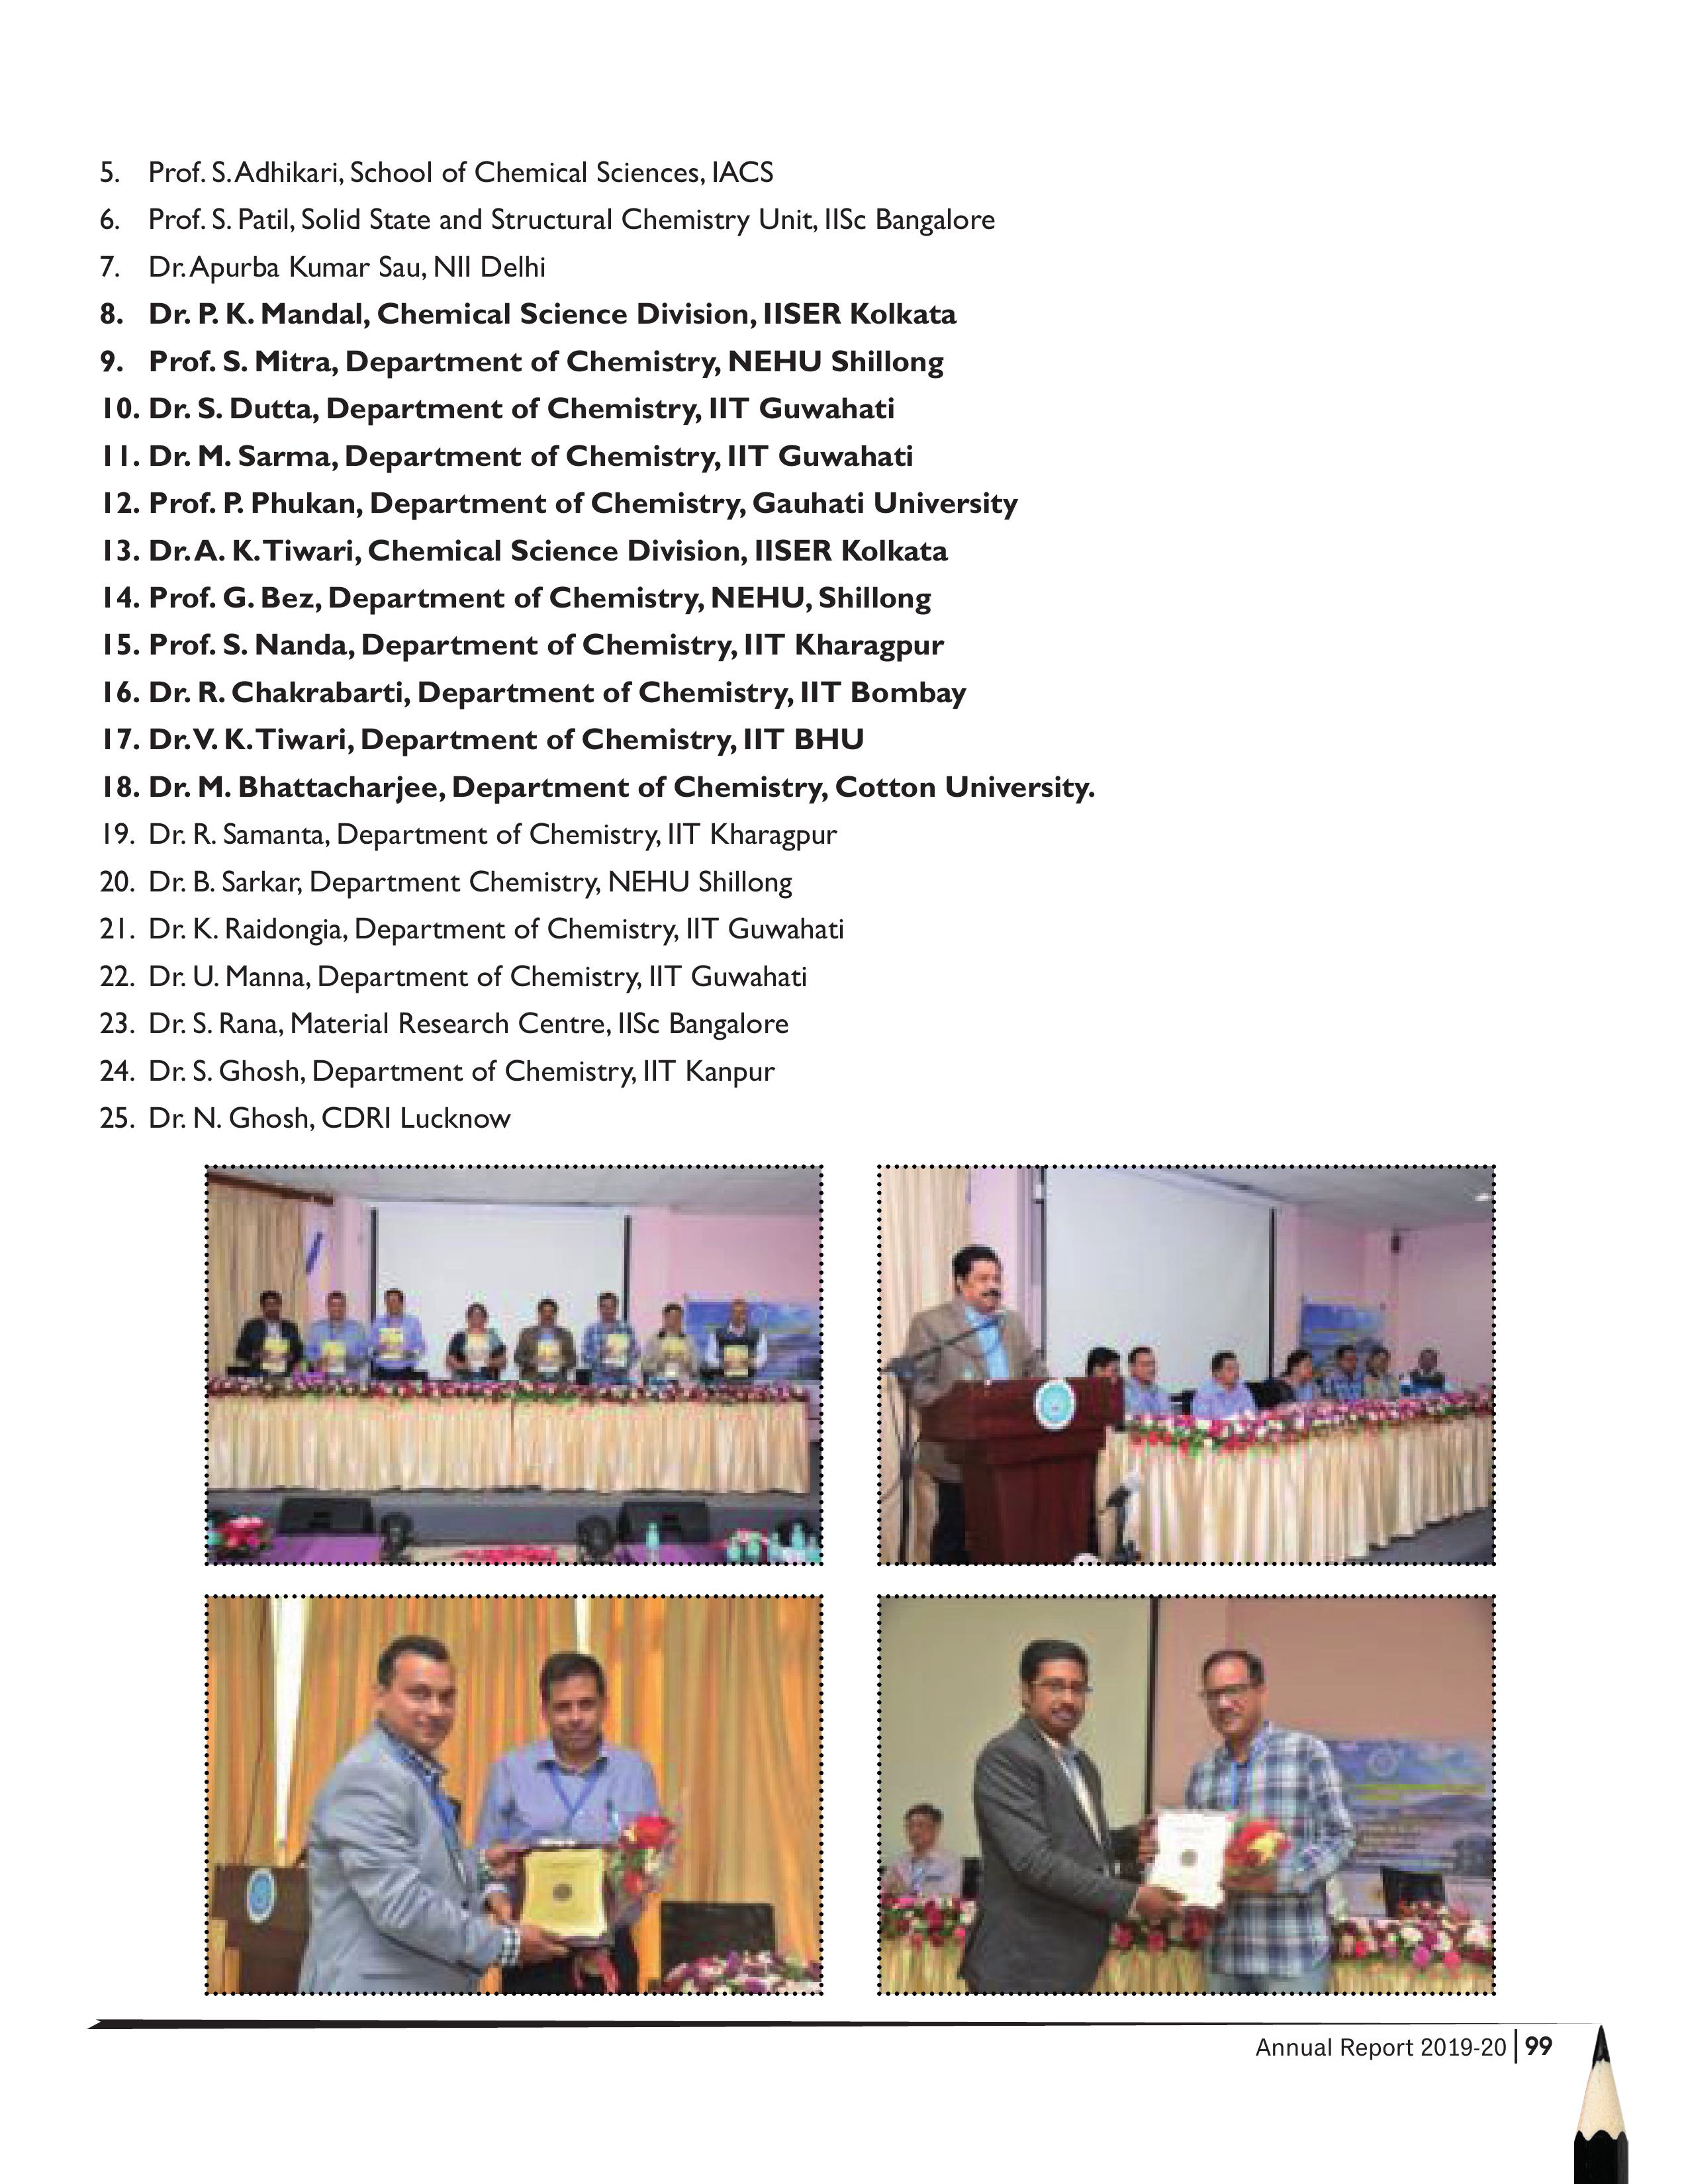 5. Prof. S. Adhikari, School of Chemical Sciences, IACS
6. Prof. S. Patil, Solid State and Structural Chemistry Unit, IISc Bangalore
7. Dr. Apurba Kumar Sau, NII Delhi
8. Dr. P. K. Mandal, Chemical Science Division, IISER Kolkata
9. Prof. S. Mitra, Department of Chemistry, NEHU Shillong
10. Dr. S. Dutta, Department of Chemistry, IIT Guwahati
11. Dr. M. Sarma, Department of Chemistry, IIT Guwahati
12. Prof. P. Phukan, Department of Chemistry, Gauhati University
13. Dr. A. K. Tiwari, Chemical Science Division, IISER Kolkata
14. Prof. G. Bez, Department of Chemistry, NEHU, Shillong
15. Prof. S. Nanda, Department of Chemistry, IIT Kharagpur
16. Dr. R. Chakrabarti, Department of Chemistry, IIT Bombay
17. Dr. V. K. Tiwari, Department of Chemistry, IIT BHU
18. Dr. M. Bhattacharjee, Department of Chemistry, Cotton University.
19. Dr. R. Samanta, Department of Chemistry, IIT Kharagpur
20. Dr. B. Sarkar, Department Chemistry, NEHU Shillong
21. Dr. K. Raidongia, Department of Chemistry, IIT Guwahati
22. Dr. U. Manna, Department of Chemistry, IIT Guwahati
23. Dr. S. Rana, Material Research Centre, IISc Bangalore
24. Dr. S. Ghosh, Department of Chemistry, IIT Kanpur
25. Dr. N. Ghosh, CDRI Lucknow
Annual Report 2019-20 | 99